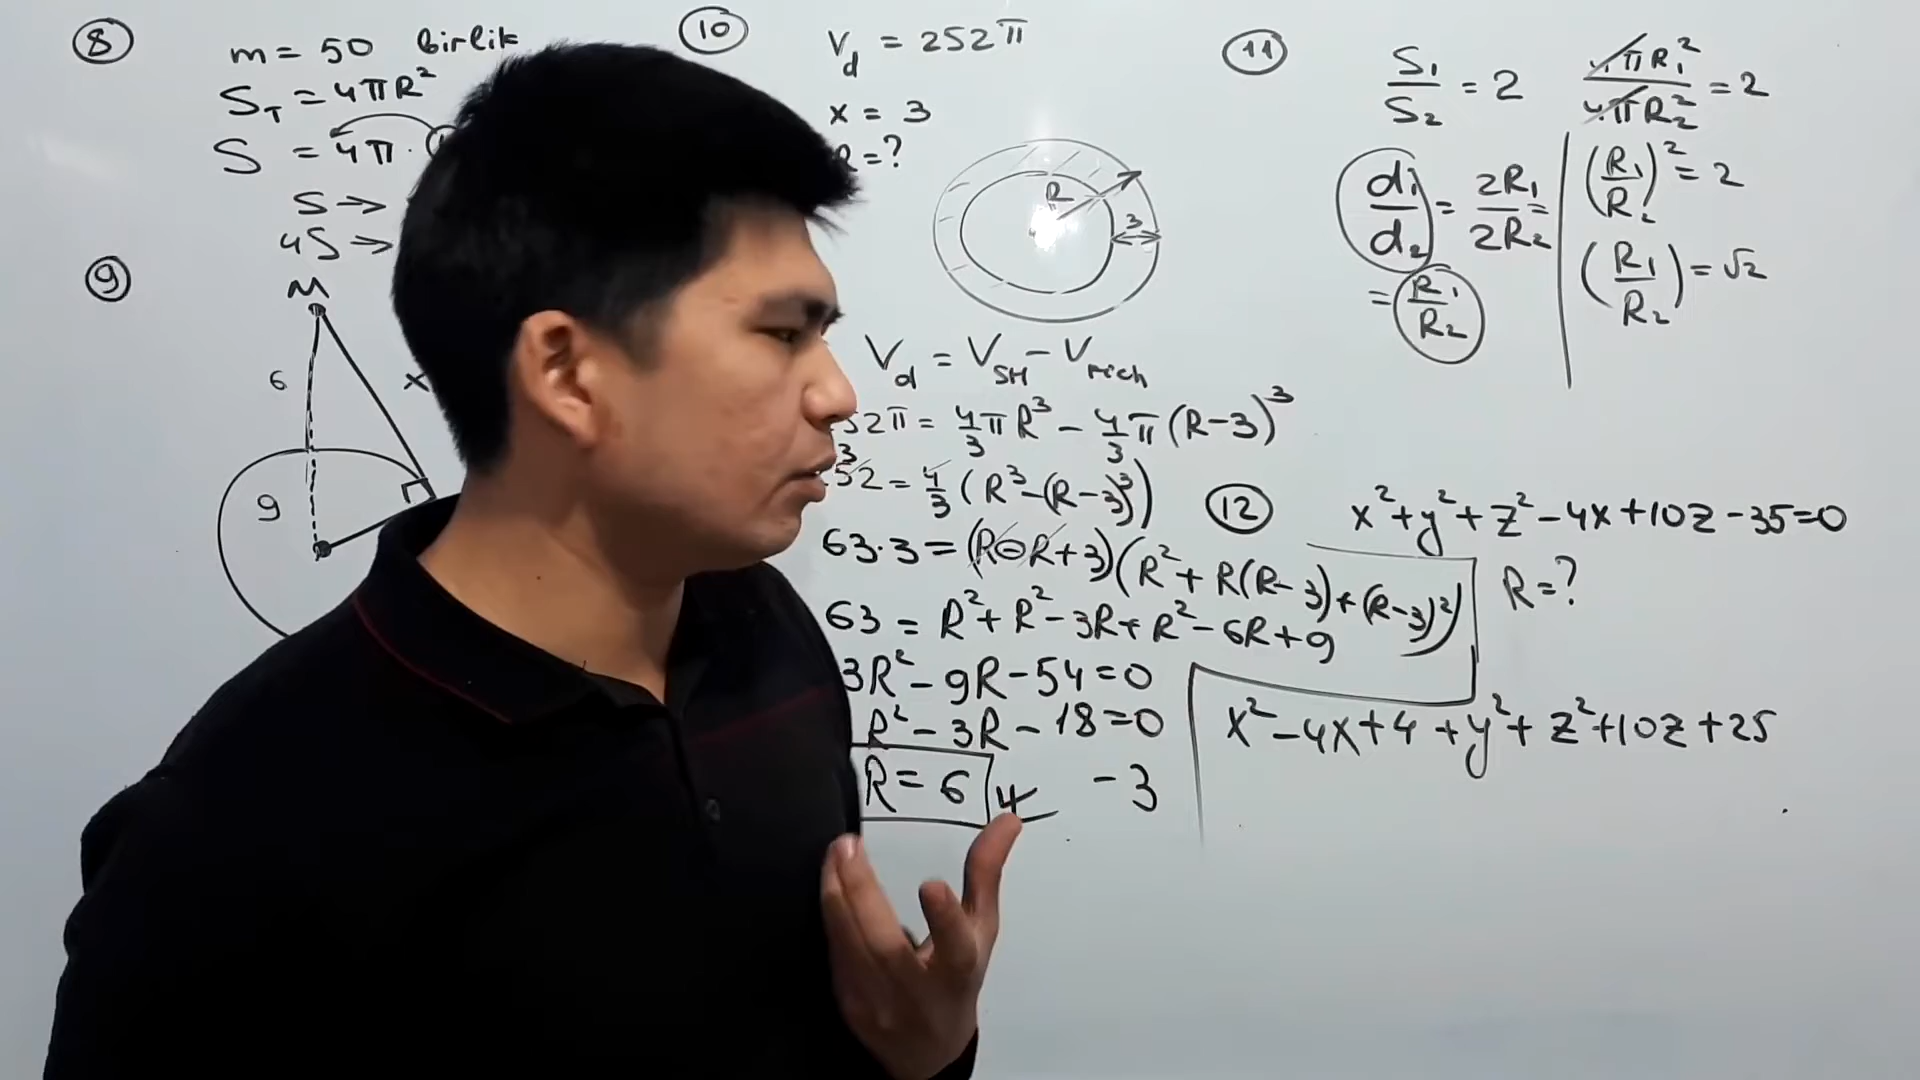 8
m = 50 birlik
S_T = 4πR²
S = 4π ·
S →
4S →
9
M
6
x
9
10
V_d = 252π
x = 3
=?
R
3
V_d = V_SH − V_rich
52π = 4/3 πR³ − 4/3 π(R−3)³
3
52 = 4/3 (R³−(R−3)³)
63·3 = (R−R+3)(R²+R(R−3)+(R−3)²)
63 = R²+R²−3R+R²−6R+9
3R²−9R−54=0
R²−3R−18=0
R=6 −3
11
S₁/S₂ = 2
4πR₁²/4πR₂² = 2
d₁/d₂ = 2R₁/2R₂ =
= R₁/R₂
(R₁/R₂)² = 2
(R₁/R₂) = √2
12
x²+y²+z²−4x+10z−35=0
R=?
x²−4x+4+y²+z²+10z+25